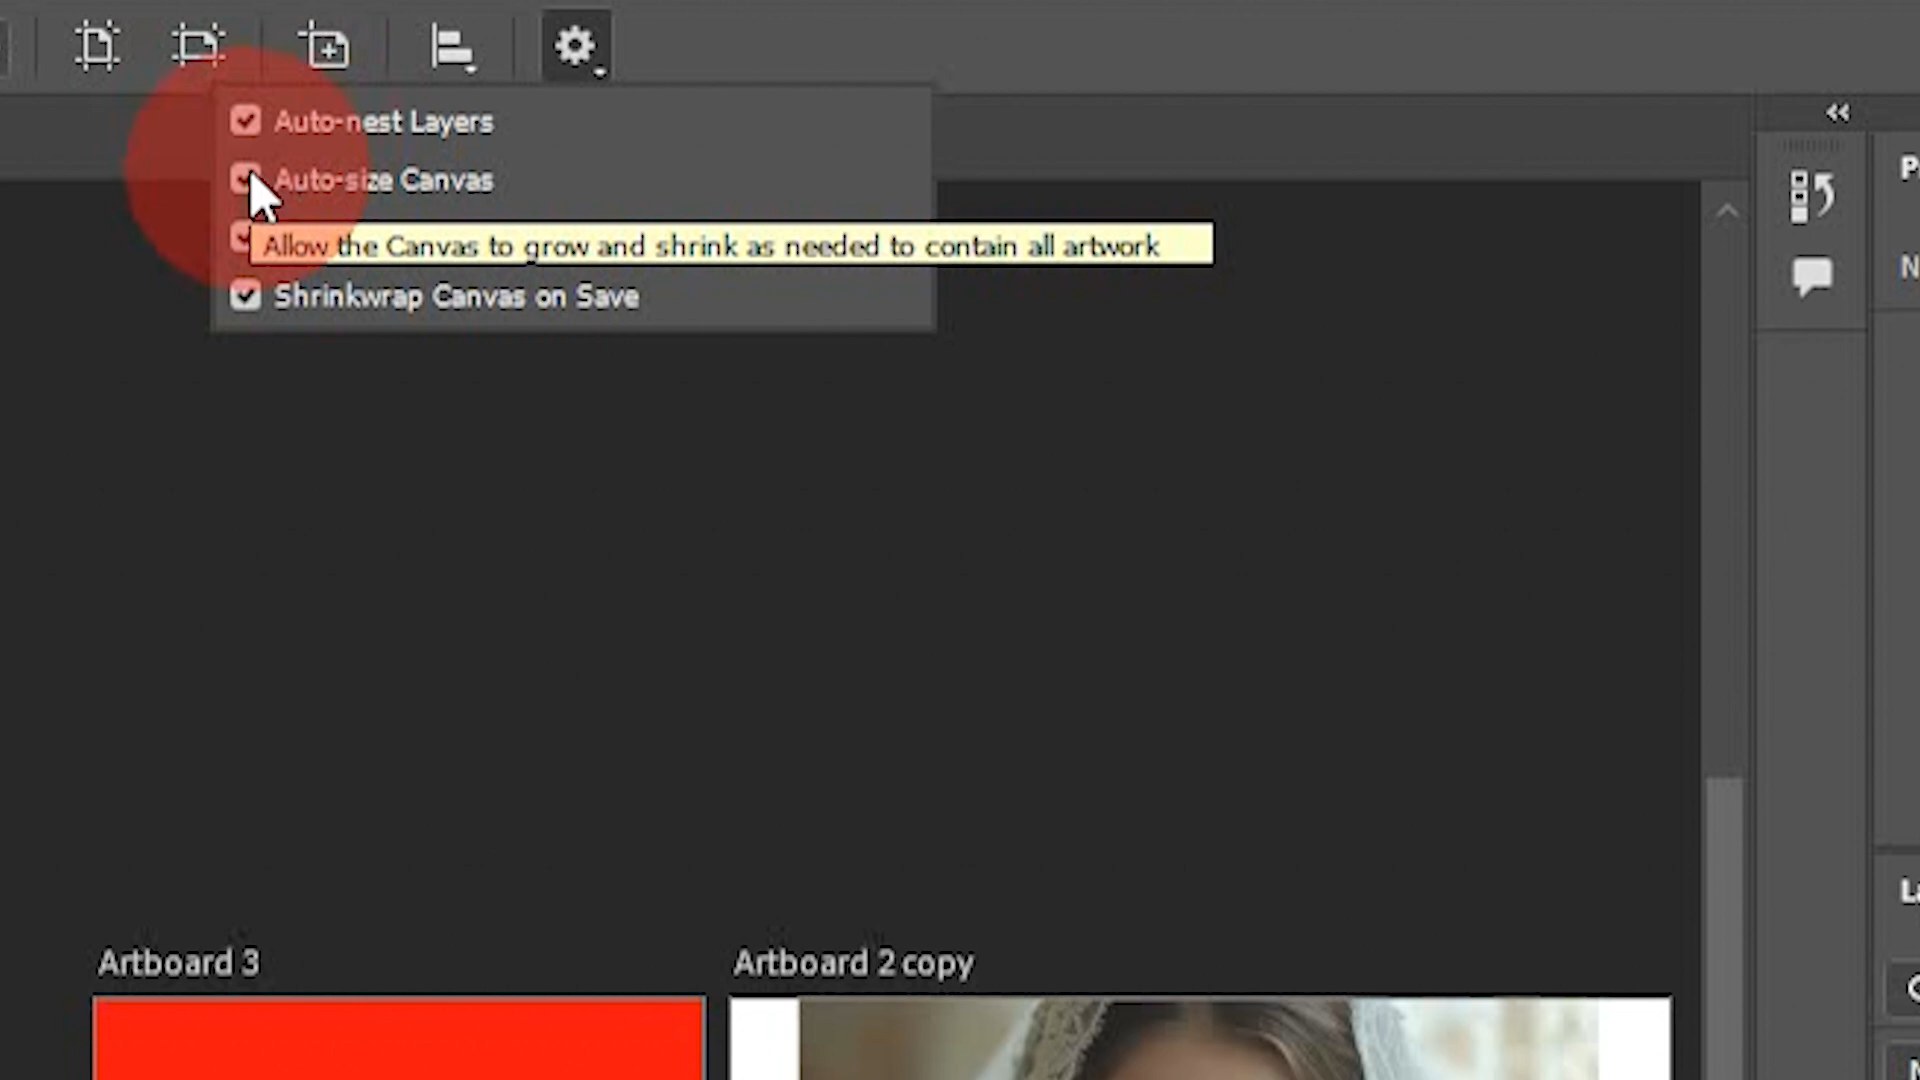 Auto-nest Layers
Auto-size Canvas
Allow the Canvas to grow and shrink as needed to contain all artwork
Shrinkwrap Canvas on Save
Artboard 3
Artboard 2 copy